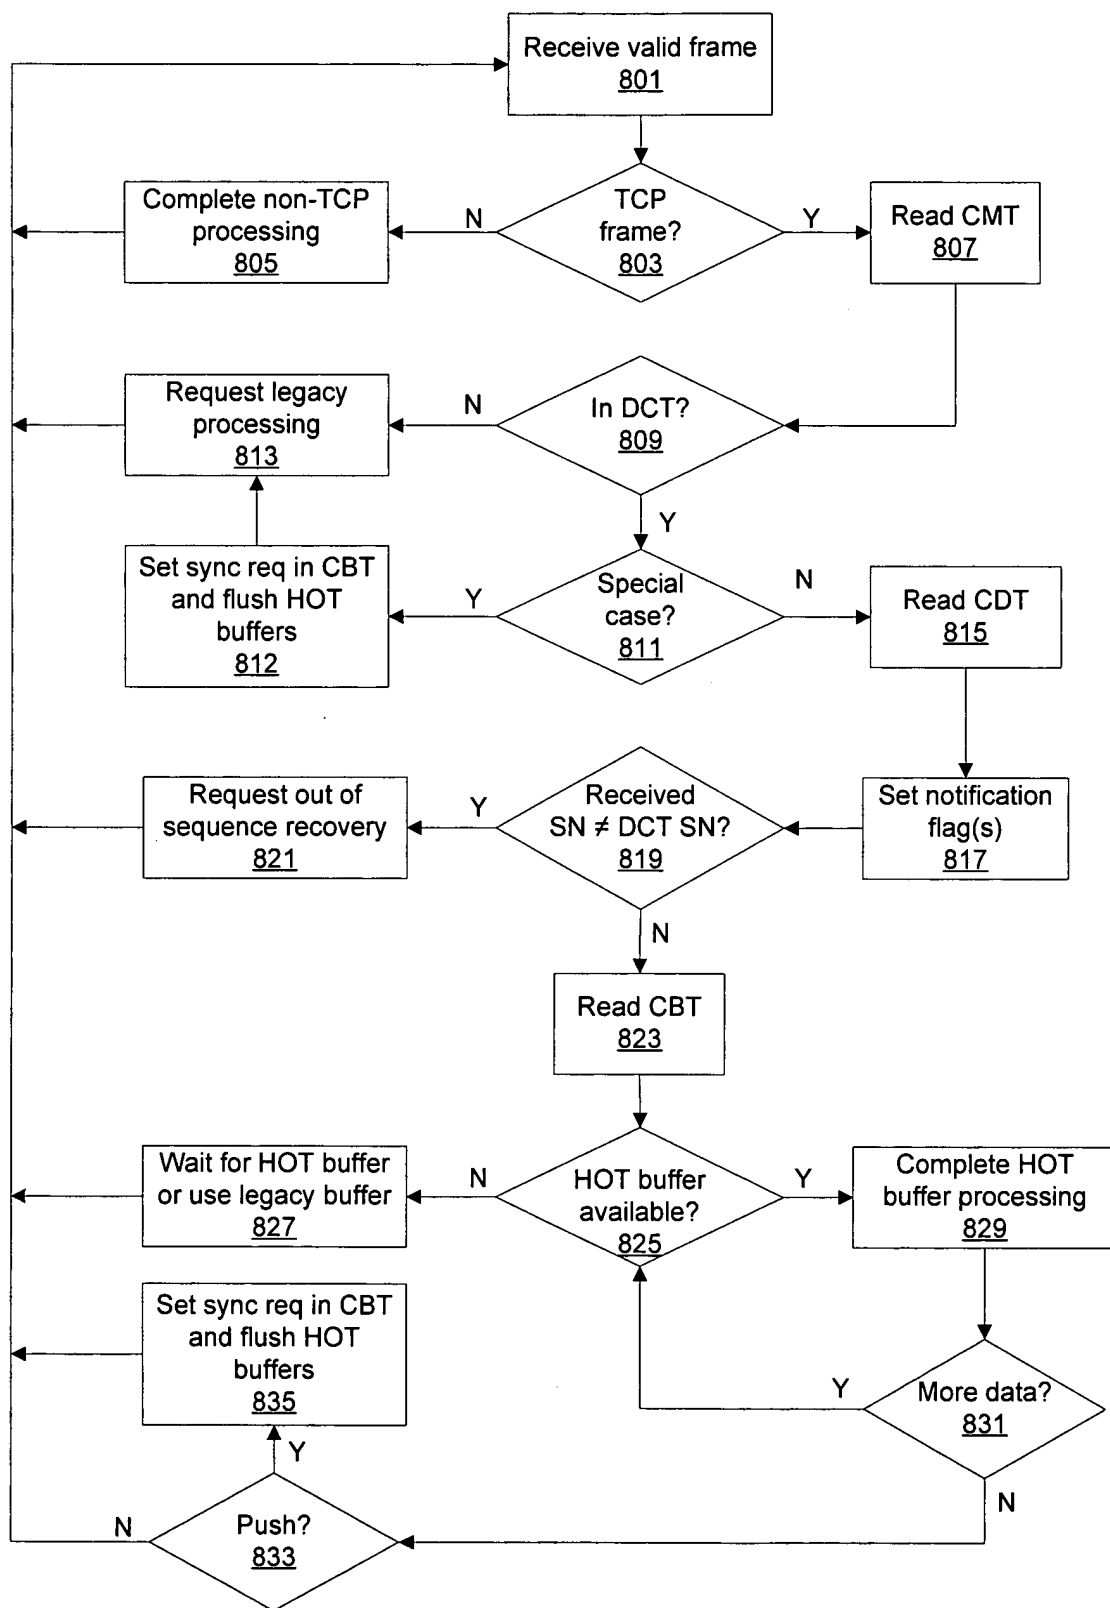 Receive valid frame
801
Complete non-TCP
processing
805
N
TCP
frame?
803
Y
Read CMT
807
Request legacy
processing
813
N
In DCT?
809
Y
Set sync req in CBT
and flush HOT
buffers
812
Y
Special
case?
811
N
Read CDT
815
Request out of
sequence recovery
821
Y
Received
SN ≠ DCT SN?
819
Set notification
flag(s)
817
N
Read CBT
823
Wait for HOT buffer
or use legacy buffer
827
N
HOT buffer
available?
825
Y
Complete HOT
buffer processing
829
Set sync req in CBT
and flush HOT
buffers
835
Y
More data?
831
Y
N
N
Push?
833